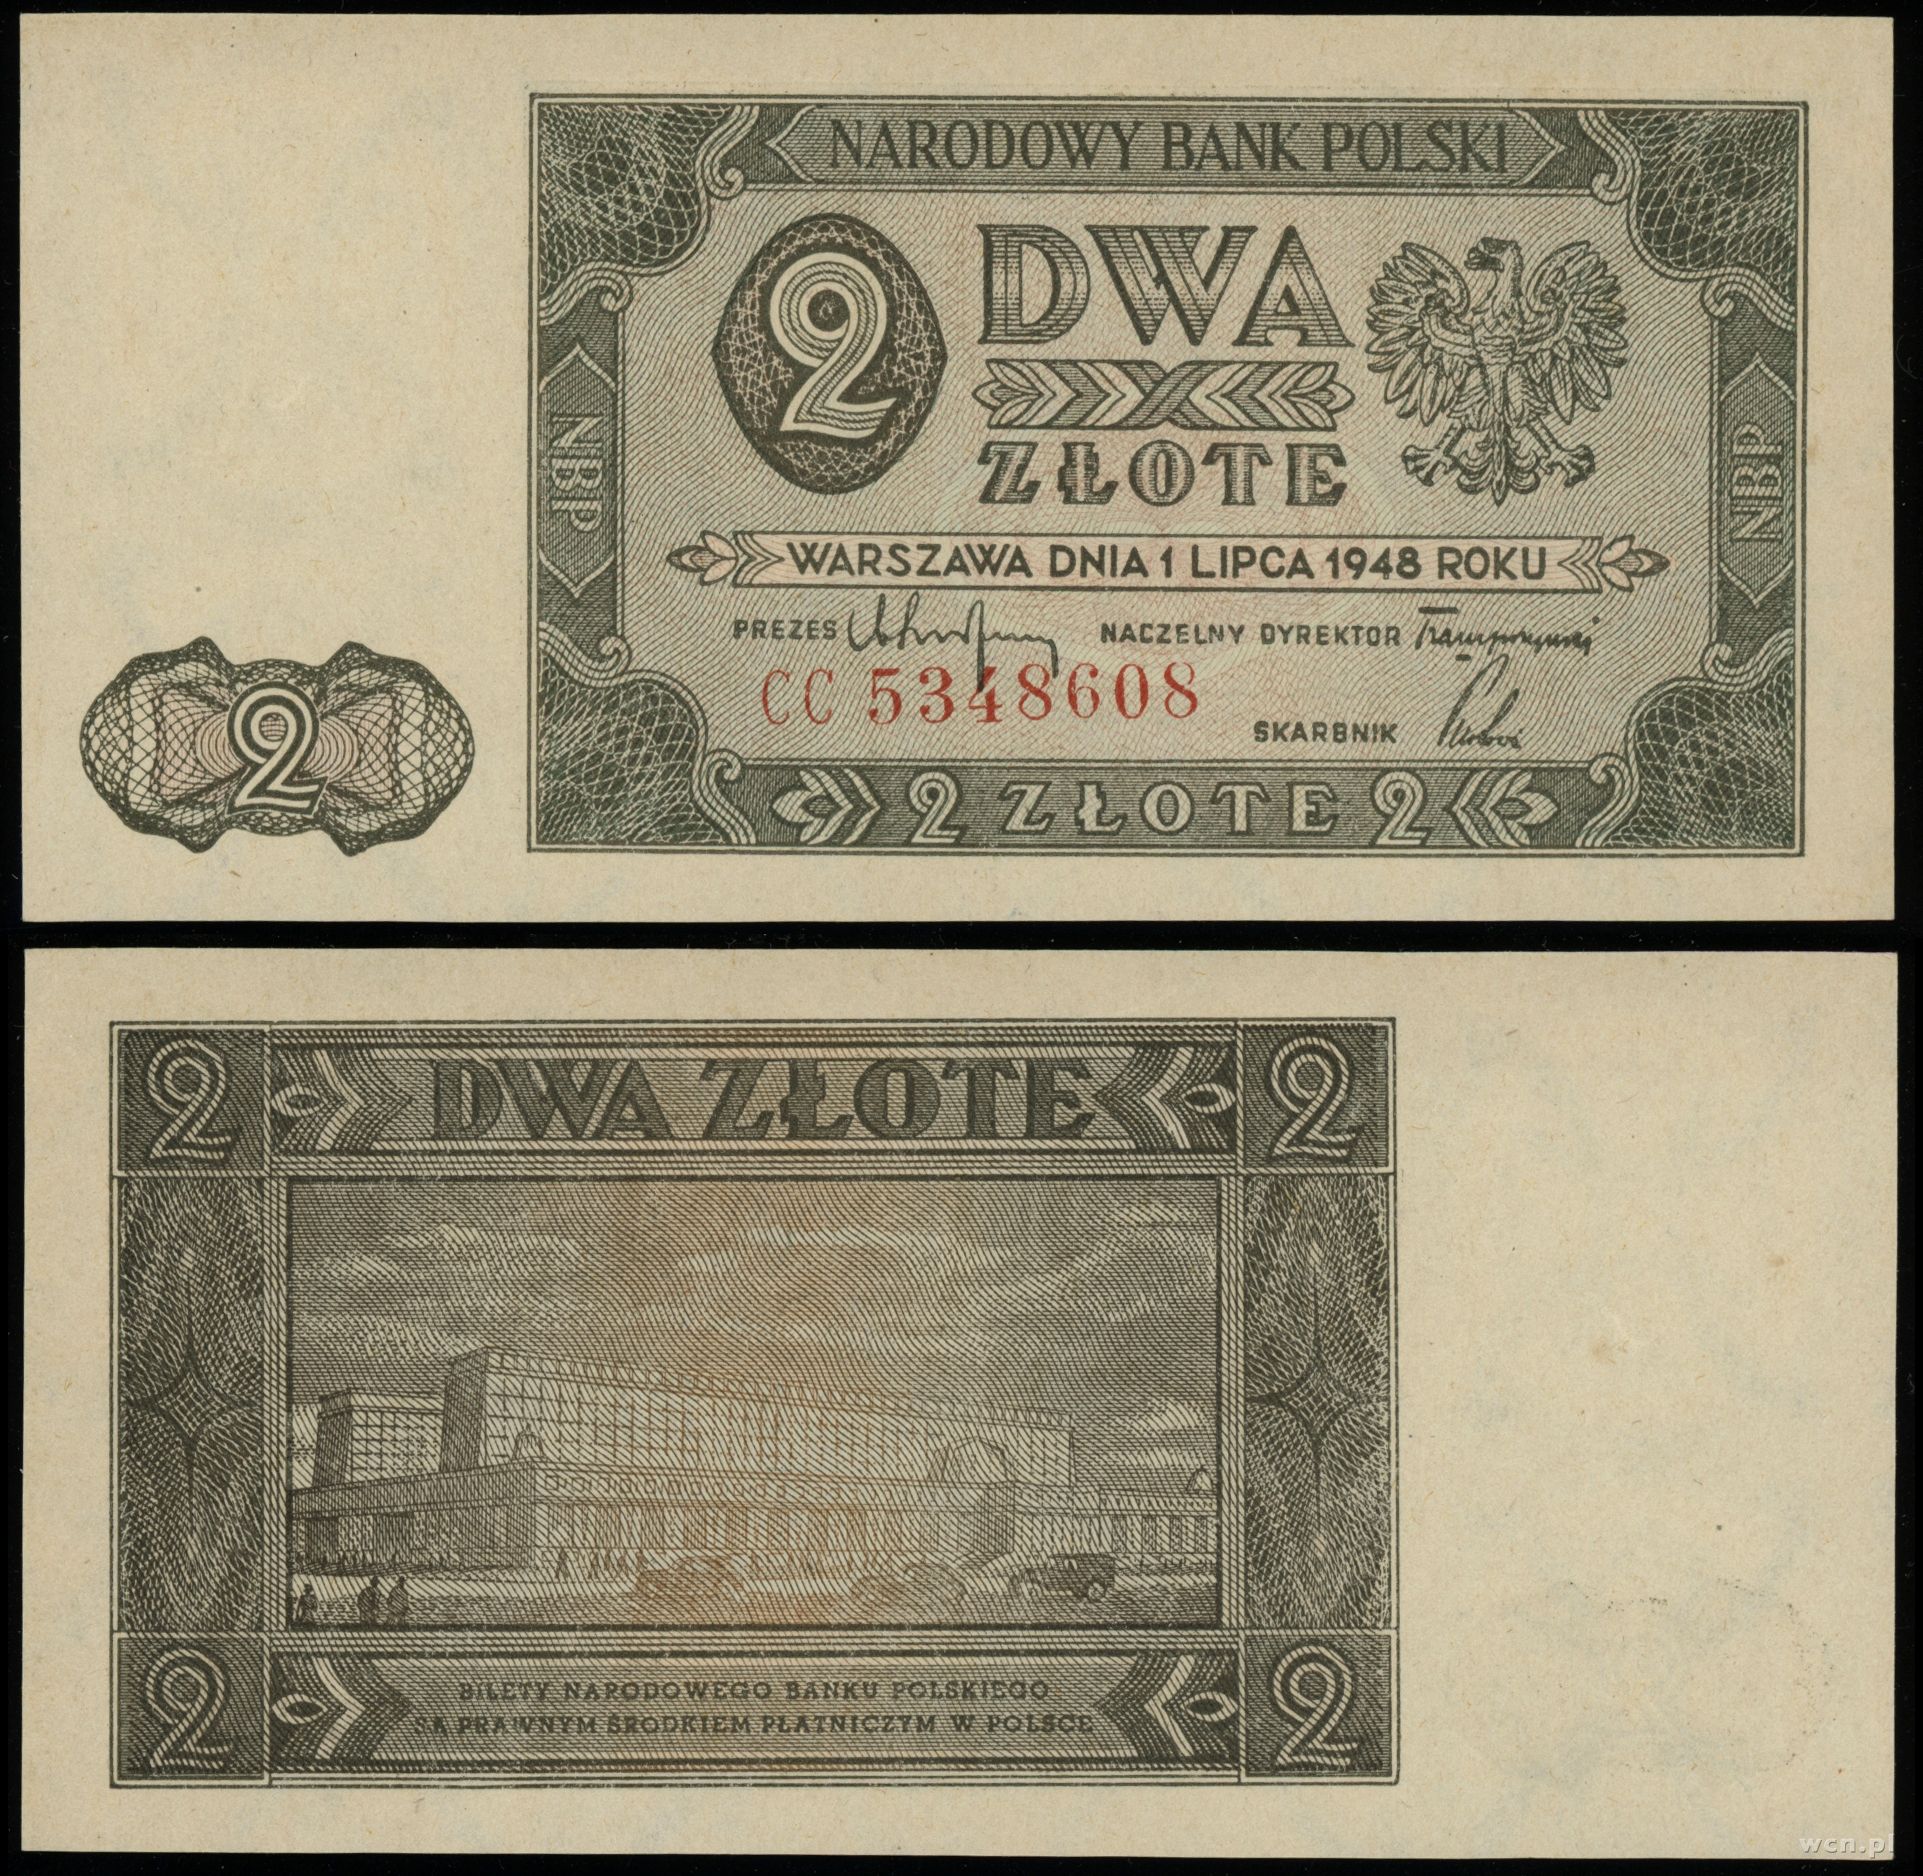 NARODOWY BANK POLSKI
2 DWA
ZŁOTE
NBP
NBP
WARSZAWA DNIA 1 LIPCA 1948 ROKU
PREZES NACZELNY DYREKTOR
CC 5348608
SKARBNIK
2
2 ZŁOTE 2
2 DWA ZŁOTE 2
2 BILETY NARODOWEGO BANKU POLSKIEGO 2
SĄ PRAWNYM ŚRODKIEM PŁATNICZYM W POLSCE
wcn.pl